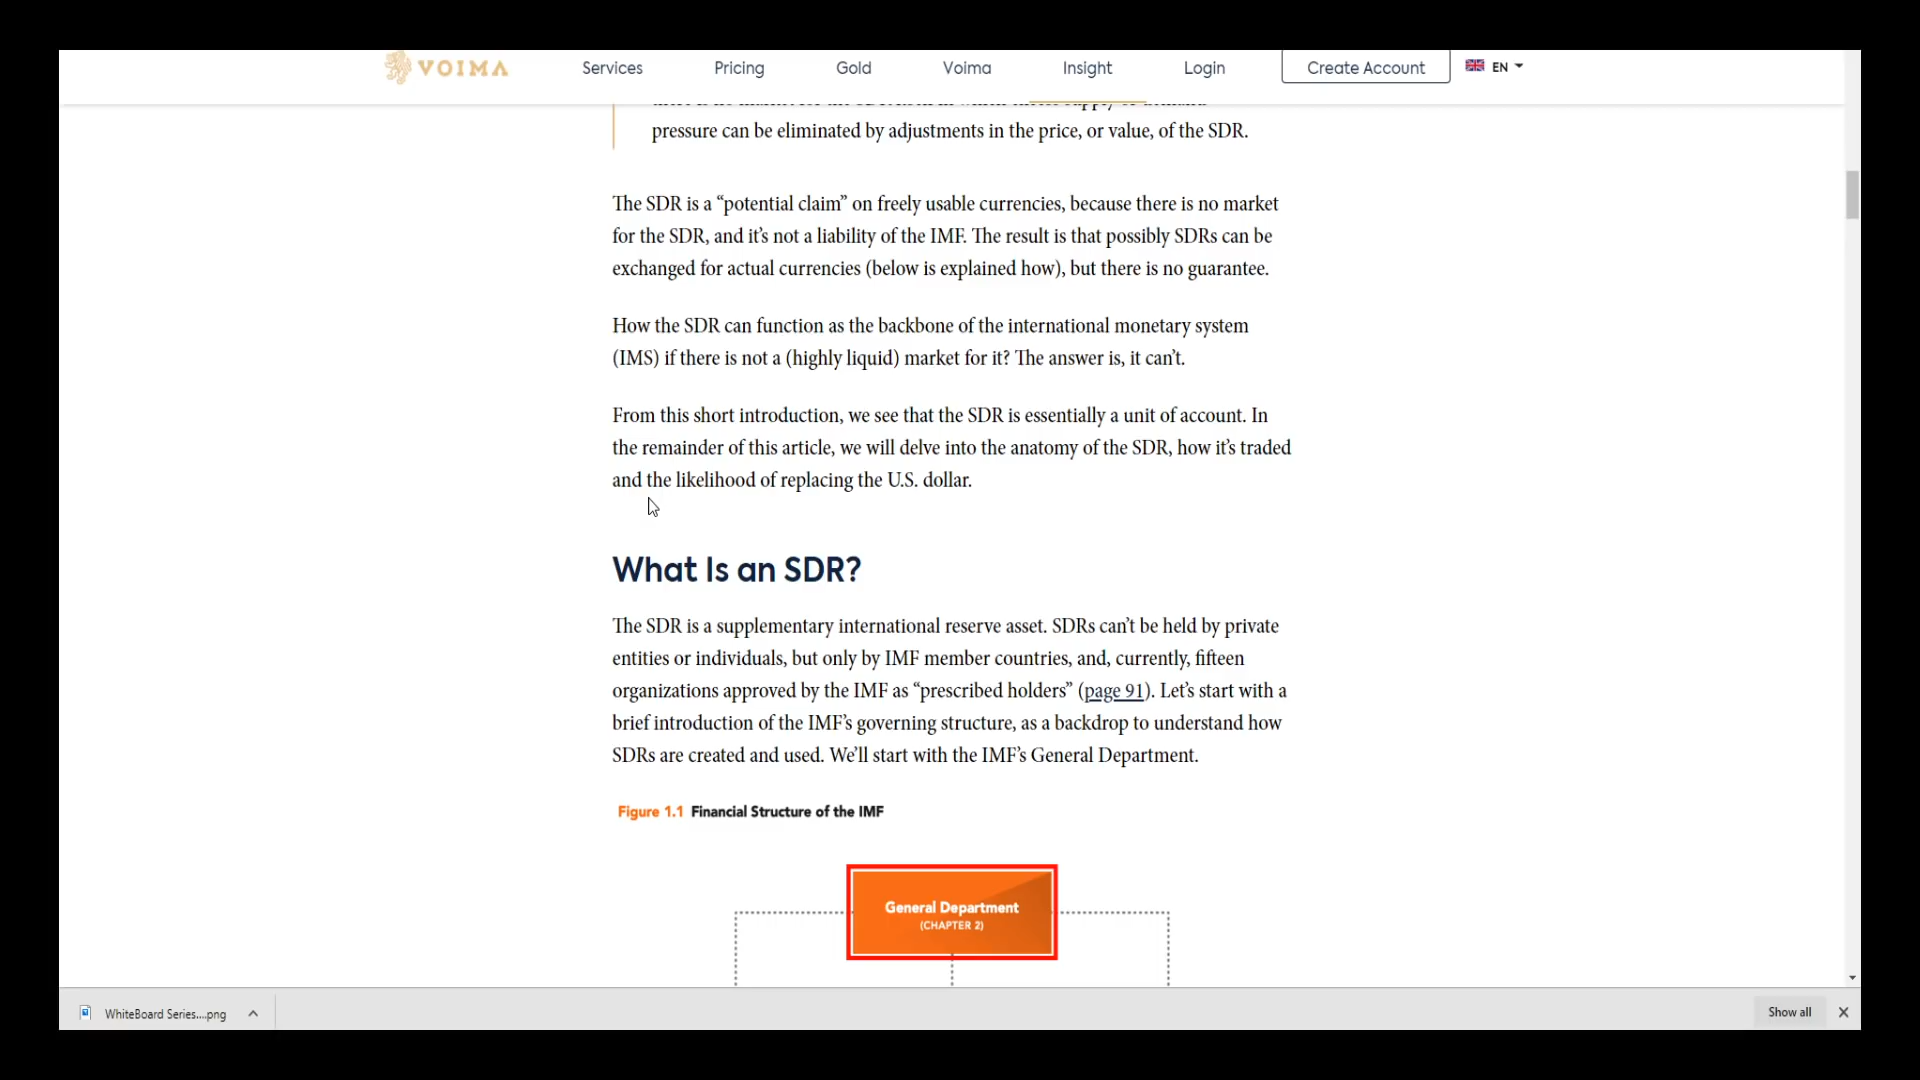 VOIMA
Services
Pricing
Gold
Voima
Insight
Login
Create Account
EN
pressure can be eliminated by adjustments in the price, or value, of the SDR.
The SDR is a “potential claim” on freely usable currencies, because there is no market
for the SDR, and it’s not a liability of the IMF. The result is that possibly SDRs can be
exchanged for actual currencies (below is explained how), but there is no guarantee.
How the SDR can function as the backbone of the international monetary system
(IMS) if there is not a (highly liquid) market for it? The answer is, it can’t.
From this short introduction, we see that the SDR is essentially a unit of account. In
the remainder of this article, we will delve into the anatomy of the SDR, how it’s traded
and the likelihood of replacing the U.S. dollar.
What Is an SDR?
The SDR is a supplementary international reserve asset. SDRs can’t be held by private
entities or individuals, but only by IMF member countries, and, currently, fifteen
organizations approved by the IMF as “prescribed holders” (page 91). Let’s start with a
brief introduction of the IMF’s governing structure, as a backdrop to understand how
SDRs are created and used. We’ll start with the IMF’s General Department.
Figure 1.1 Financial Structure of the IMF
General Department
(CHAPTER 2)
WhiteBoard Series....png
Show all